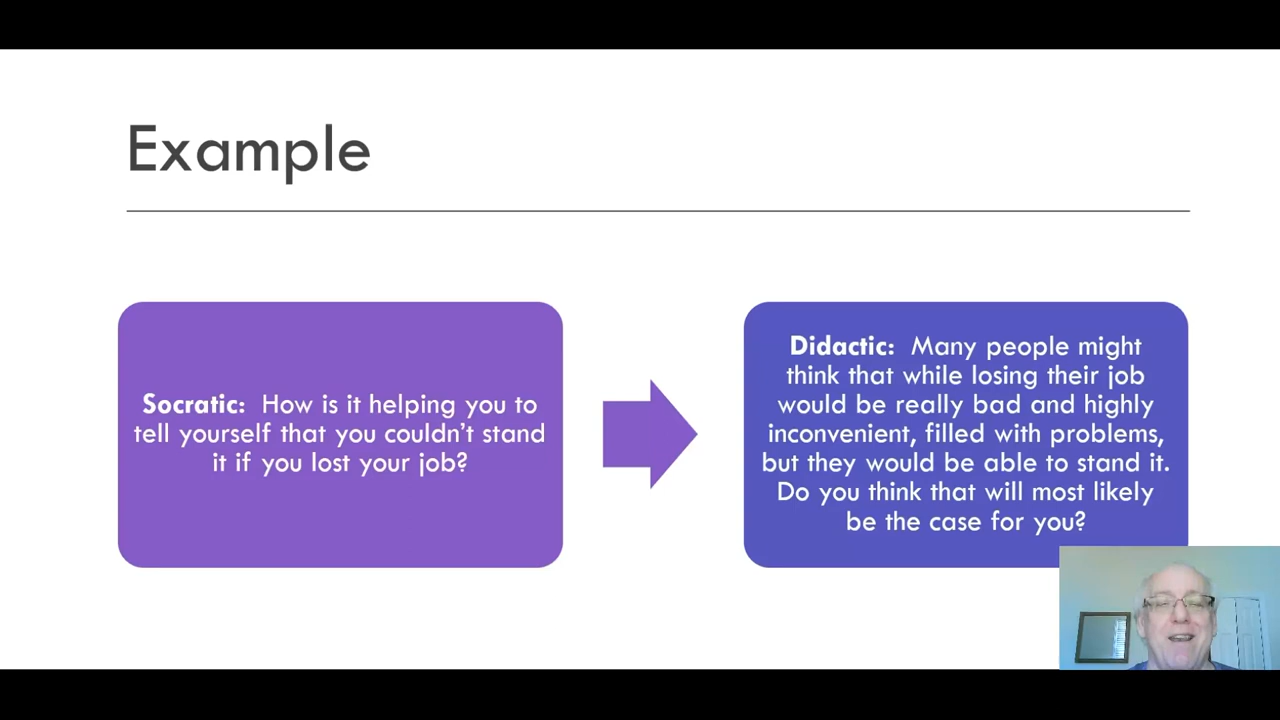 Example
Socratic: How is it helping you to
tell yourself that you couldn't stand
it if you lost your job?
Didactic: Many people might
think that while losing their job
would be really bad and highly
inconvenient, filled with problems,
but they would be able to stand it.
Do you think that will most likely
be the case for you?